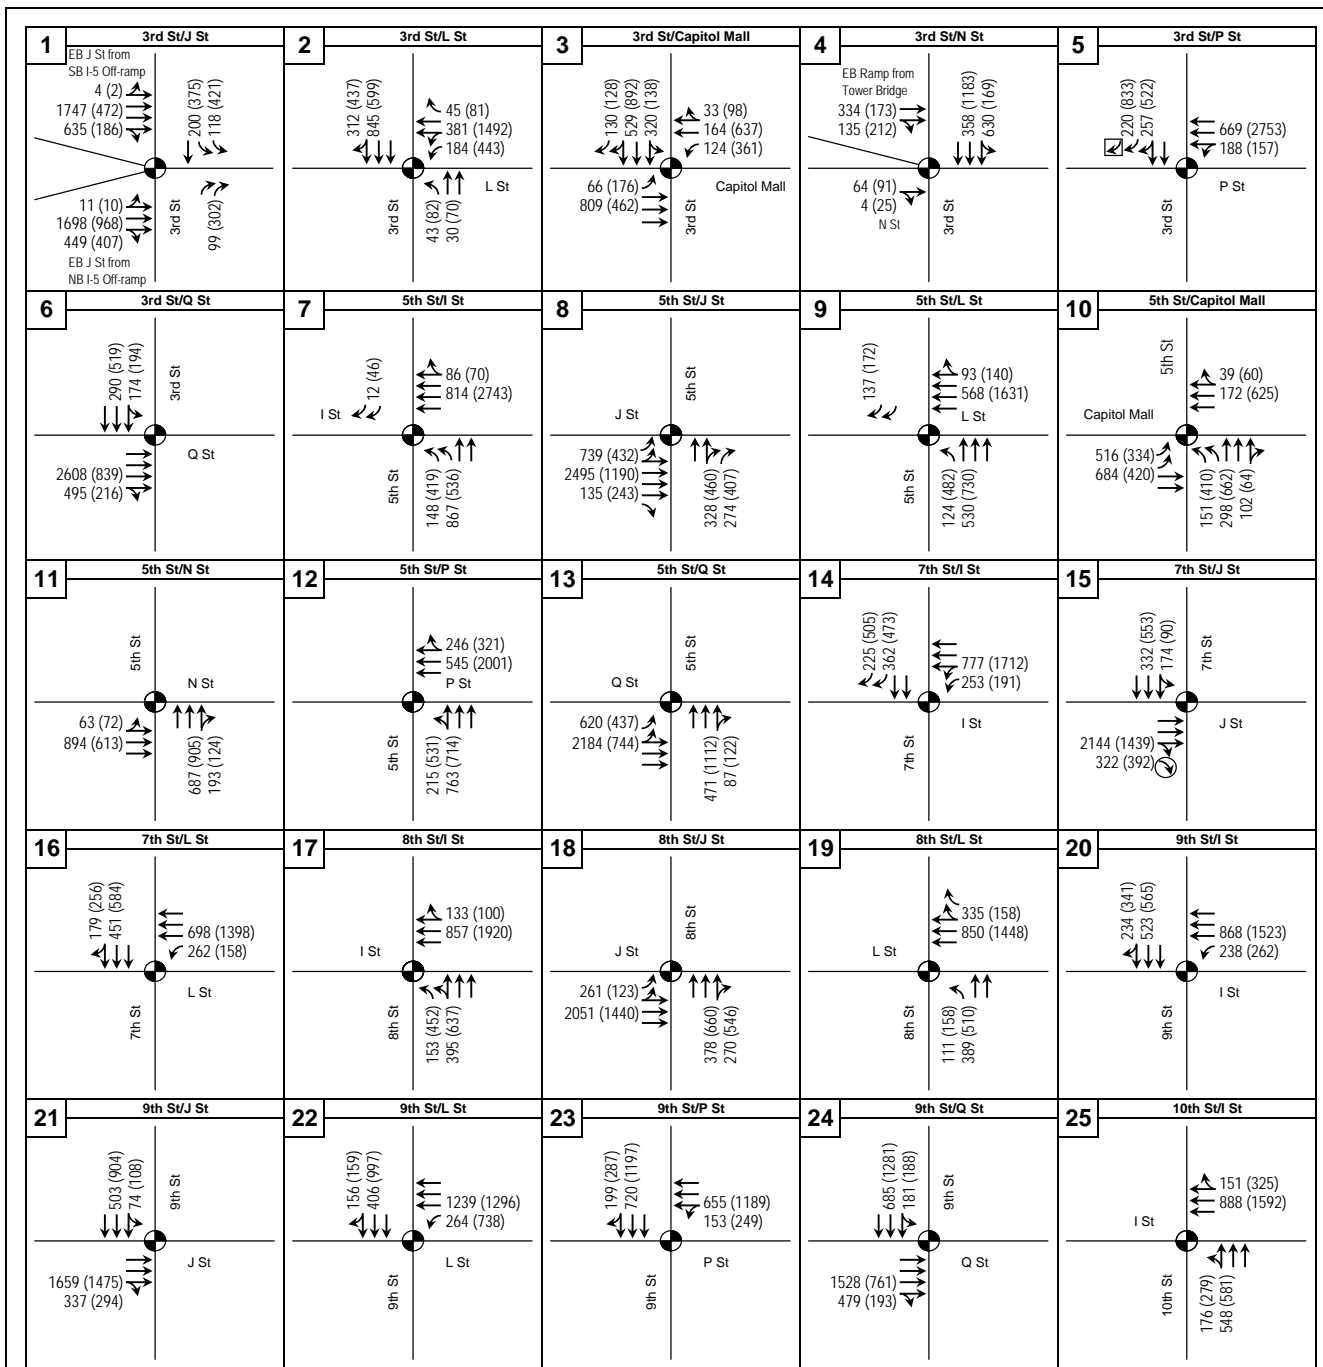 1
3rd St/J St
EB J St from
SB I-5 Off-ramp
4 (2)
1747 (472)
635 (186)
200 (375)
118 (421)
11 (10)
1698 (968)
449 (407)
3rd St
99 (302)
EB J St from
NB I-5 Off-ramp
2
3rd St/L St
312 (437)
845 (599)
45 (81)
381 (1492)
184 (443)
L St
3rd St
43 (82)
30 (70)
3
3rd St/Capitol Mall
130 (128)
529 (892)
320 (138)
33 (98)
164 (637)
124 (361)
66 (176)
809 (462)
Capitol Mall
3rd St
4
3rd St/N St
EB Ramp from
Tower Bridge
334 (173)
135 (212)
358 (1183)
630 (169)
64 (91)
4 (25)
N St
3rd St
5
3rd St/P St
220 (833)
257 (522)
669 (2753)
188 (157)
P St
3rd St
6
3rd St/Q St
290 (519)
174 (194)
3rd St
Q St
2608 (839)
495 (216)
7
5th St/I St
12 (46)
86 (70)
814 (2743)
I St
5th St
148 (419)
867 (536)
8
5th St/J St
5th St
J St
739 (432)
2495 (1190)
135 (243)
328 (460)
274 (407)
9
5th St/L St
137 (172)
93 (140)
568 (1631)
L St
5th St
124 (482)
530 (730)
10
5th St/Capitol Mall
5th St
39 (60)
172 (625)
Capitol Mall
516 (334)
684 (420)
151 (410)
298 (662)
102 (64)
11
5th St/N St
5th St
N St
63 (72)
894 (613)
687 (905)
193 (124)
12
5th St/P St
246 (321)
545 (2001)
P St
5th St
215 (531)
763 (714)
13
5th St/Q St
5th St
Q St
620 (437)
2184 (744)
471 (1112)
87 (122)
14
7th St/I St
225 (505)
362 (473)
777 (1712)
253 (191)
I St
7th St
15
7th St/J St
332 (553)
174 (90)
7th St
J St
2144 (1439)
322 (392)
16
7th St/L St
179 (256)
451 (584)
698 (1398)
262 (158)
L St
7th St
17
8th St/I St
133 (100)
857 (1920)
I St
8th St
153 (452)
395 (637)
18
8th St/J St
8th St
J St
261 (123)
2051 (1440)
378 (660)
270 (546)
19
8th St/L St
335 (158)
850 (1448)
L St
8th St
111 (158)
389 (510)
20
9th St/I St
234 (341)
523 (565)
868 (1523)
238 (262)
I St
9th St
21
9th St/J St
503 (904)
74 (108)
9th St
J St
1659 (1475)
337 (294)
22
9th St/L St
156 (159)
406 (997)
1239 (1296)
264 (738)
L St
9th St
23
9th St/P St
199 (287)
720 (1197)
655 (1189)
153 (249)
P St
9th St
24
9th St/Q St
685 (1281)
181 (188)
9th St
Q St
1528 (761)
479 (193)
25
10th St/I St
151 (325)
888 (1592)
I St
10th St
176 (279)
548 (581)